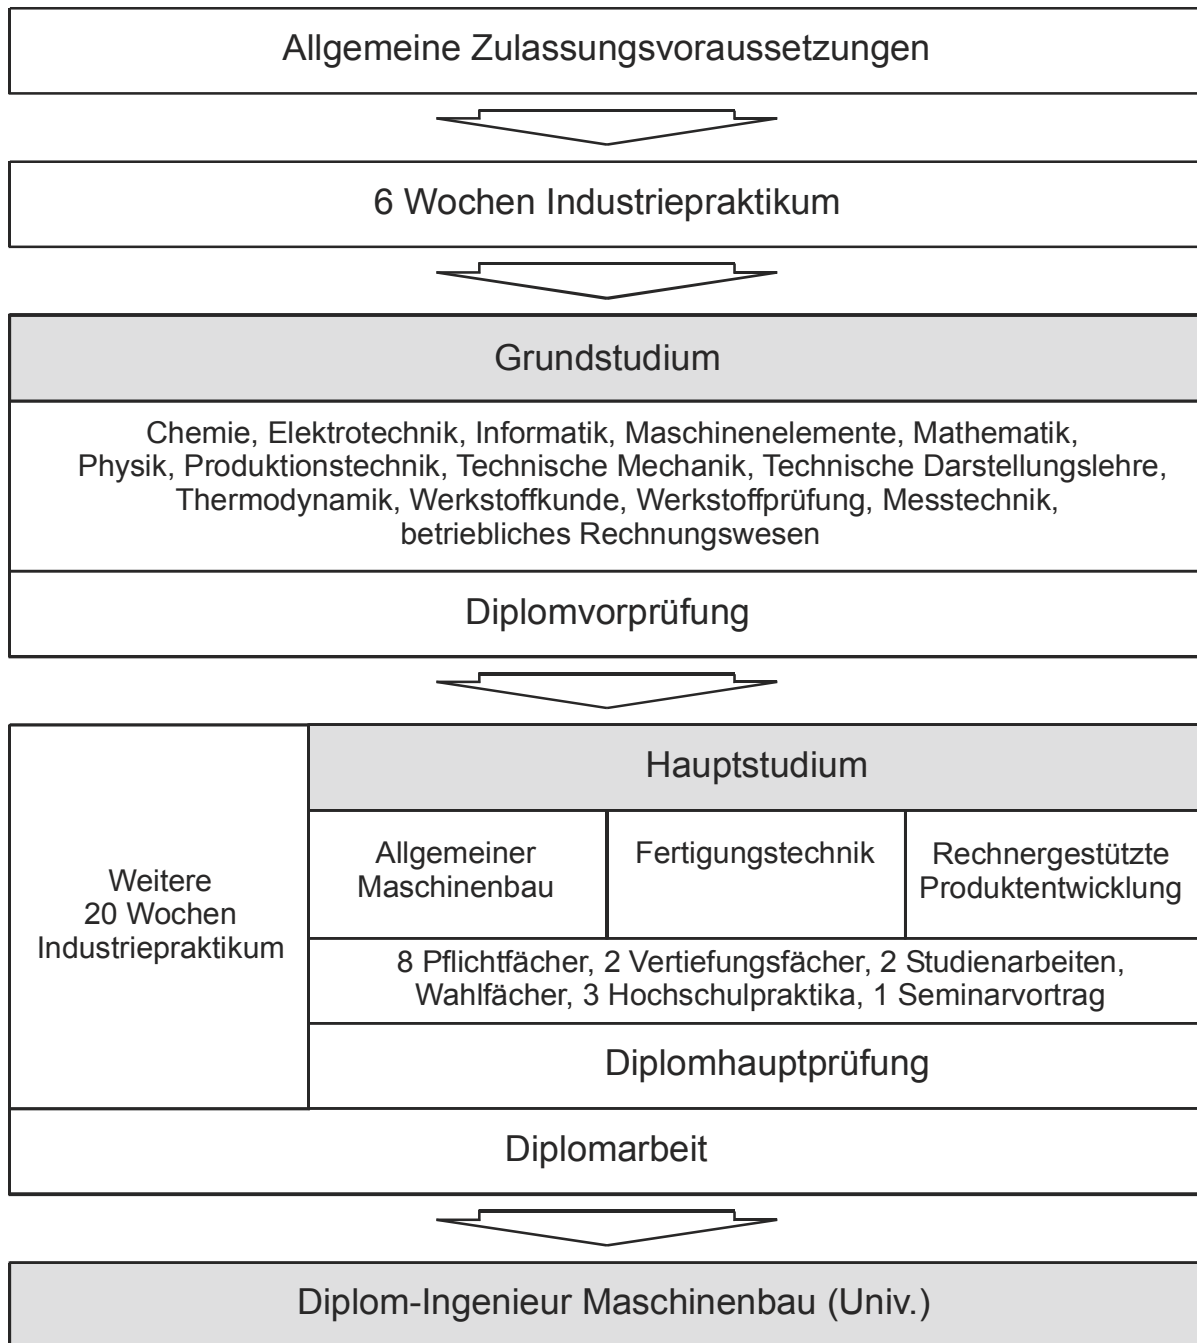 Allgemeine Zulassungsvoraussetzungen
6 Wochen Industriepraktikum
Grundstudium
Chemie, Elektrotechnik, Informatik, Maschinenelemente, Mathematik,
Physik, Produktionstechnik, Technische Mechanik, Technische Darstellungslehre,
Thermodynamik, Werkstoffkunde, Werkstoffprüfung, Messtechnik,
betriebliches Rechnungswesen
Diplomvorprüfung
Weitere
20 Wochen
Industriepraktikum
Hauptstudium
Allgemeiner
Maschinenbau
Fertigungstechnik
Rechnergestützte
Produktentwicklung
8 Pflichtfächer, 2 Vertiefungsfächer, 2 Studienarbeiten,
Wahlfächer, 3 Hochschulpraktika, 1 Seminarvortrag
Diplomhauptprüfung
Diplomarbeit
Diplom-Ingenieur Maschinenbau (Univ.)